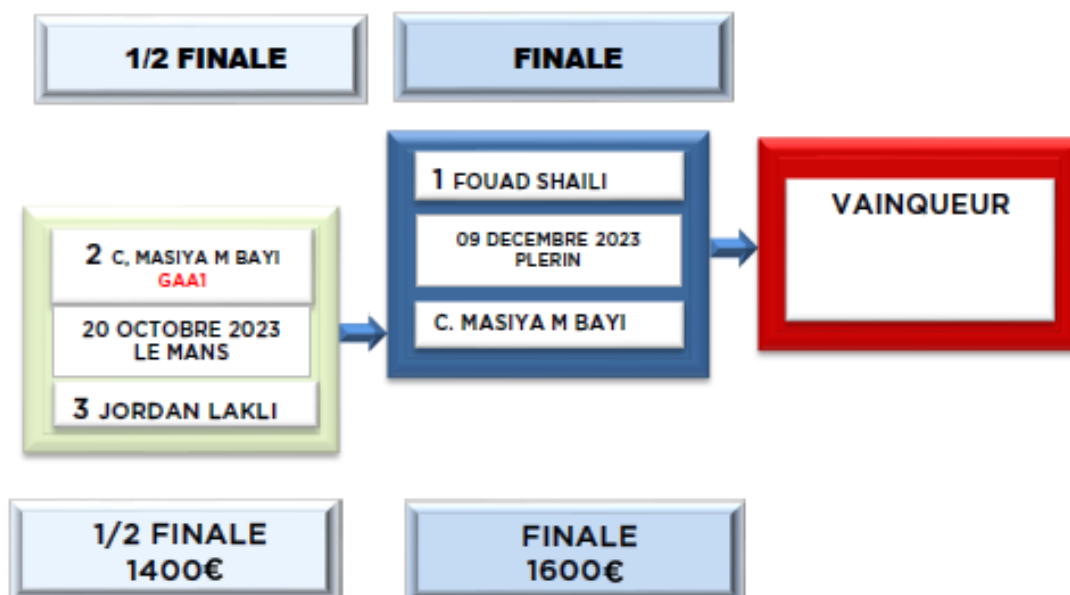 1/2 FINALE
FINALE
1 FOUAD SHAILI
09 DECEMBRE 2023
PLERIN
C. MASIYA M BAYI
VAINQUEUR
2 C, MASIYA M BAYI
GAA1
20 OCTOBRE 2023
LE MANS
3 JORDAN LAKLI
1/2 FINALE
1400€
FINALE
1600€